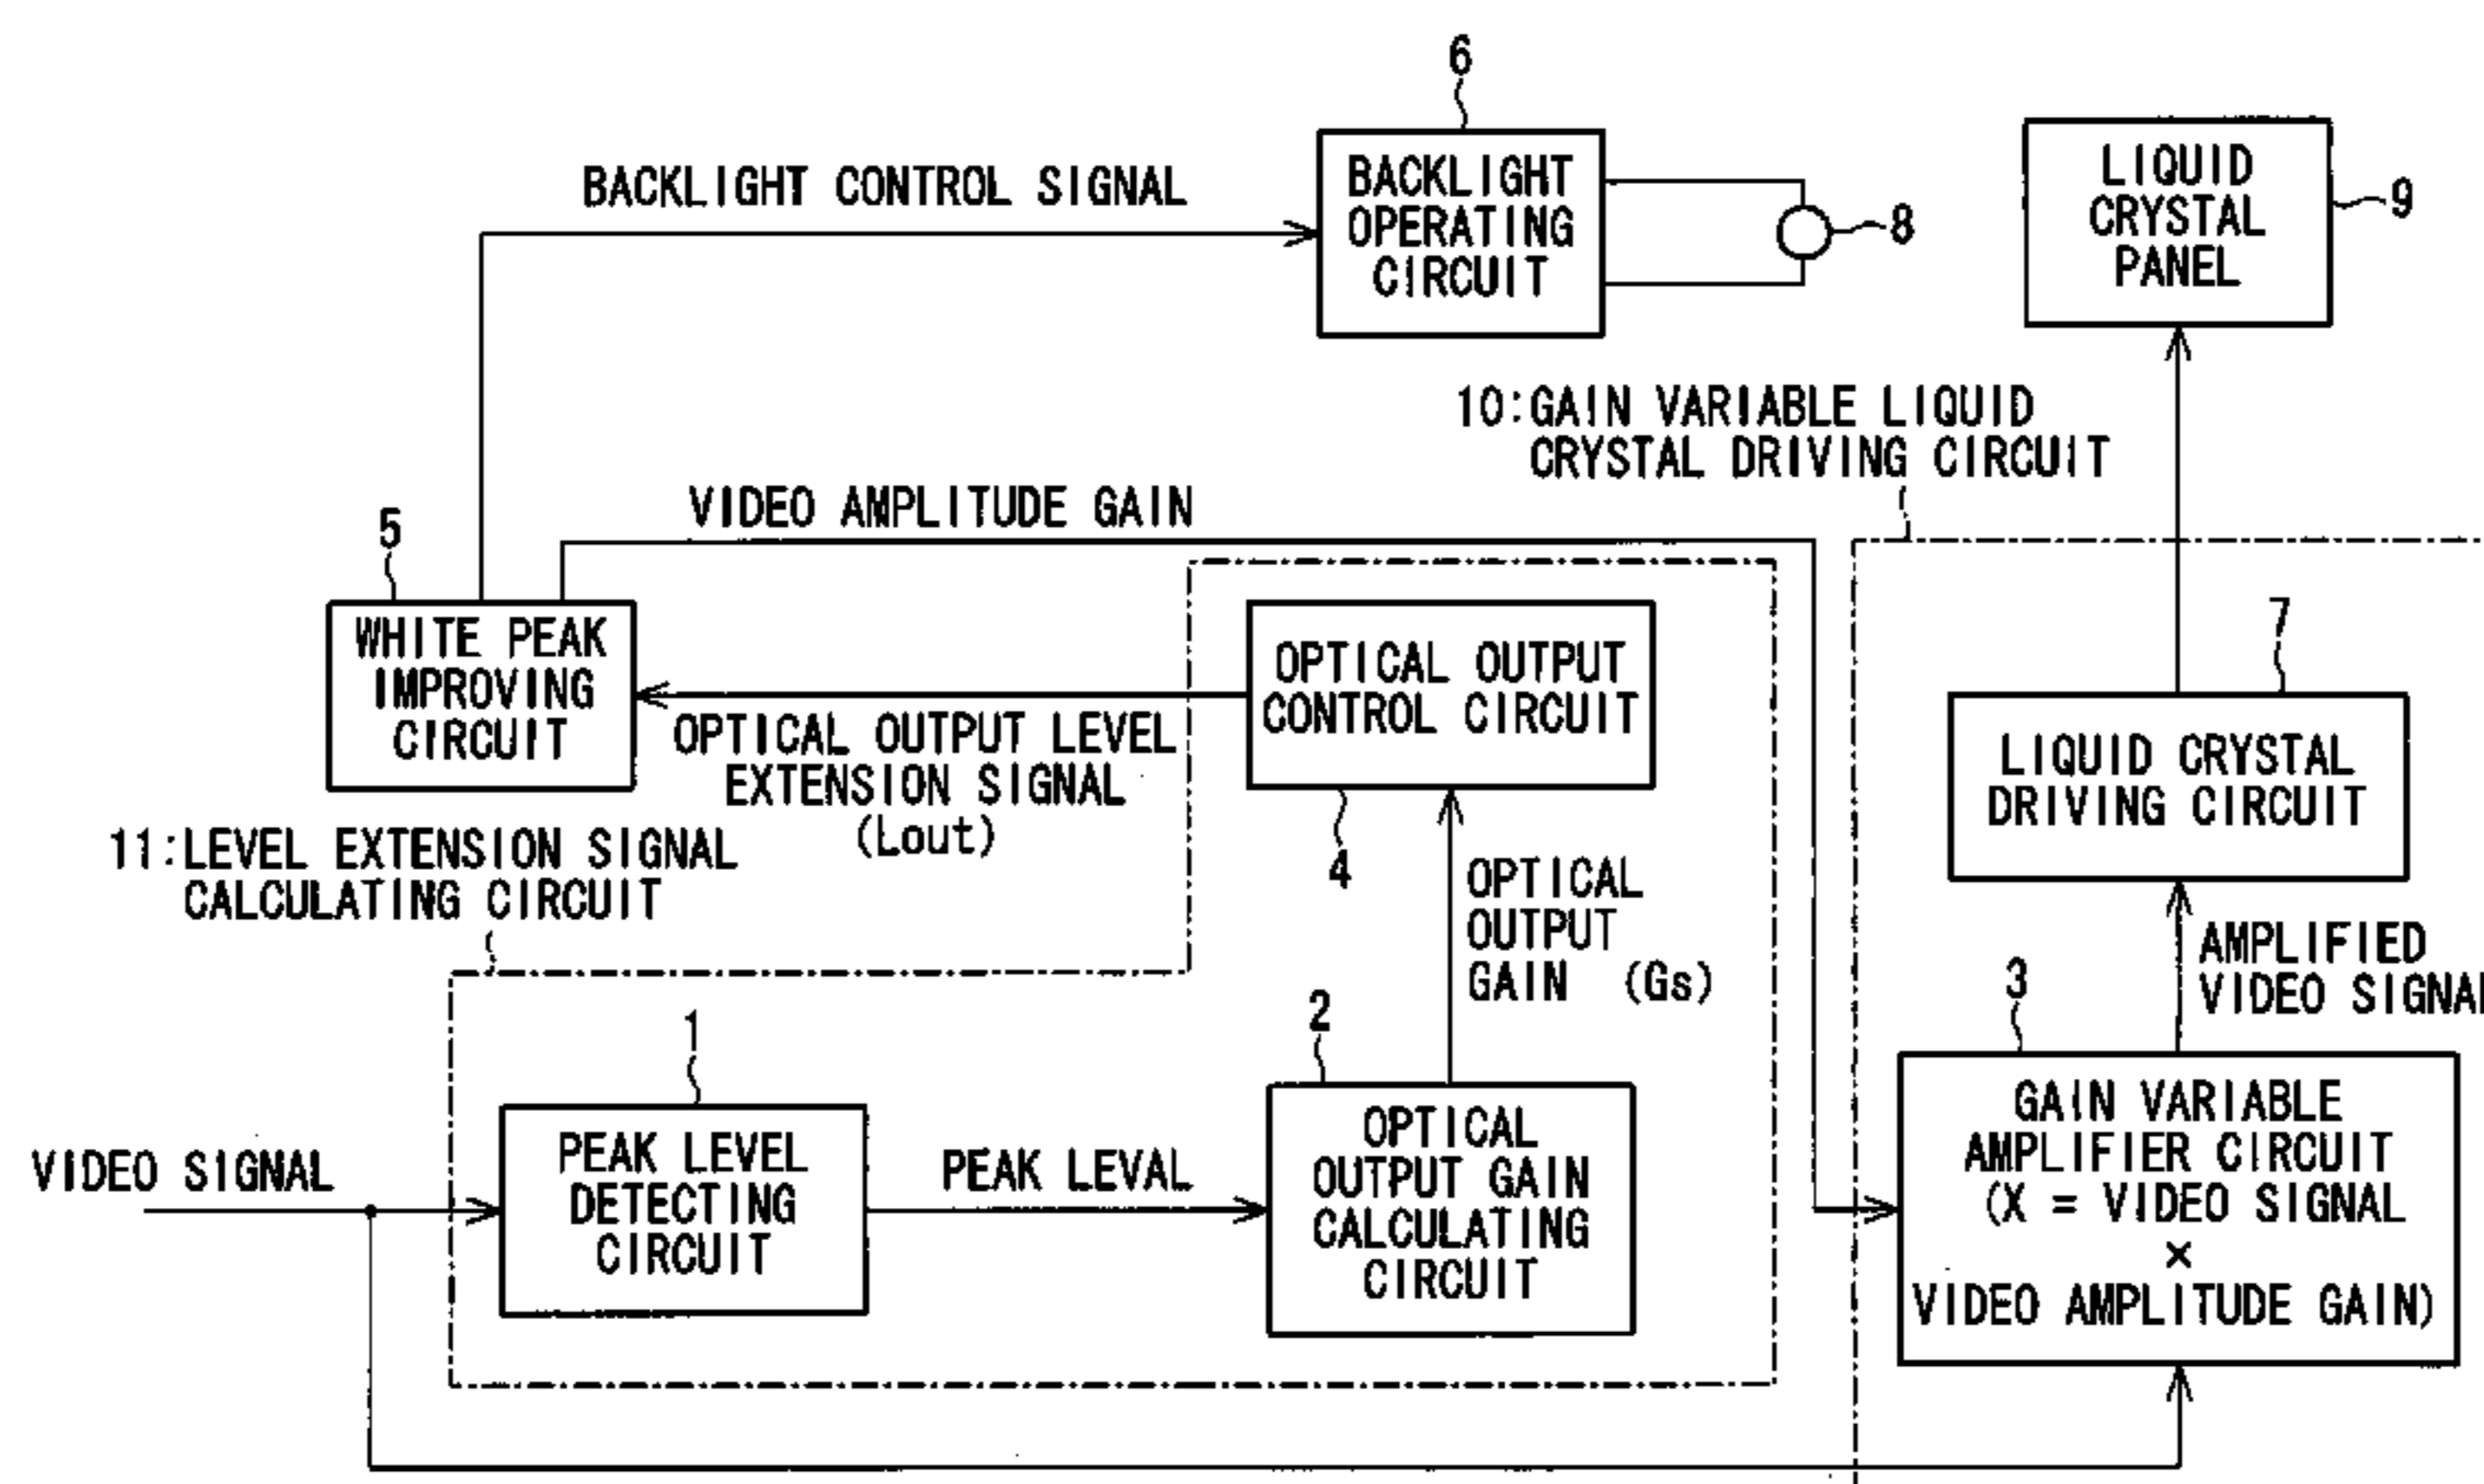 6
BACKLIGHT
OPERATING
CIRCUIT
BACKLIGHT CONTROL SIGNAL
8
LIQUID
CRYSTAL
PANEL
9
10:GAIN VARIABLE LIQUID
CRYSTAL DRIVING CIRCUIT
VIDEO AMPLITUDE GAIN
5
WHITE PEAK
IMPROVING
CIRCUIT
OPTICAL OUTPUT
CONTROL CIRCUIT
4
OPTICAL OUTPUT LEVEL
EXTENSION SIGNAL
(Lout)
7
LIQUID CRYSTAL
DRIVING CIRCUIT
11:LEVEL EXTENSION SIGNAL
CALCULATING CIRCUIT
OPTICAL
OUTPUT
GAIN (Gs)
AMPLIFIED
VIDEO SIGNAL
1
PEAK LEVEL
DETECTING
CIRCUIT
VIDEO SIGNAL
PEAK LEVAL
2
OPTICAL
OUTPUT GAIN
CALCULATING
CIRCUIT
3
GAIN VARIABLE
AMPLIFIER CIRCUIT
(X = VIDEO SIGNAL
×
VIDEO AMPLITUDE GAIN)